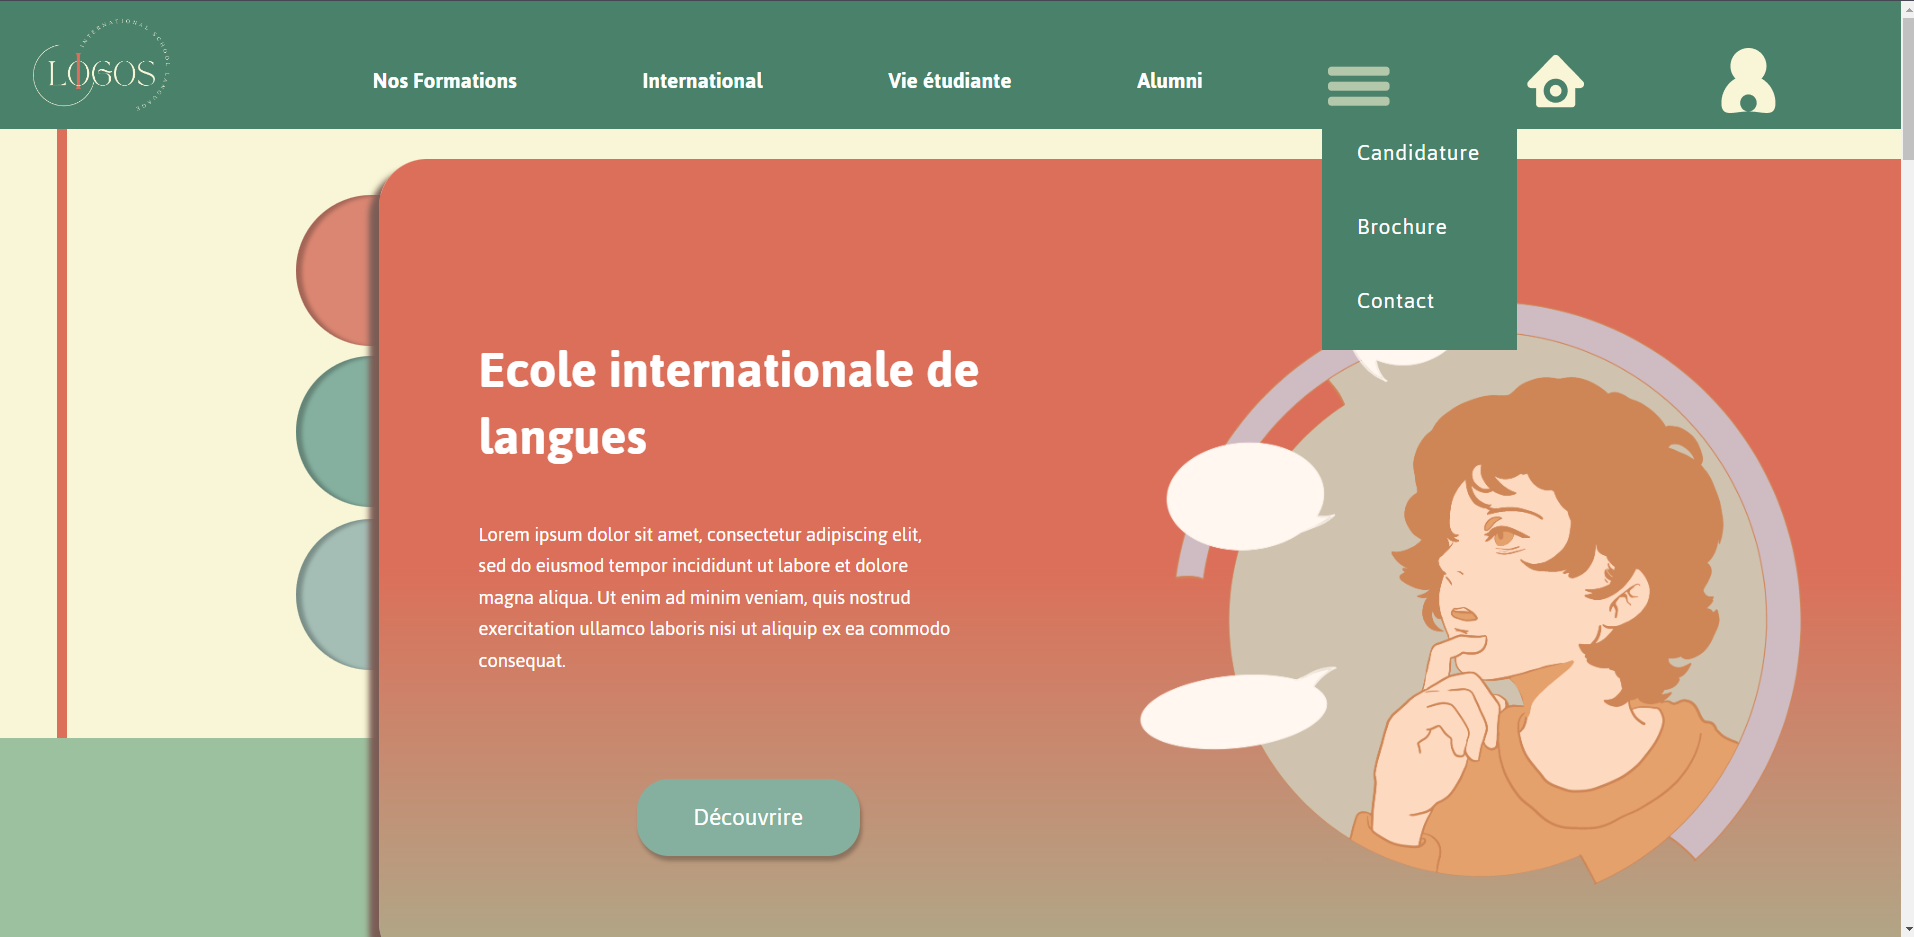 INTERNATIONAL SCHOOL LANGUAGE
LOGOS
Nos Formations
International
Vie étudiante
Alumni
Candidature
Brochure
Contact
Ecole internationale de
langues
Lorem ipsum dolor sit amet, consectetur adipiscing elit,
sed do eiusmod tempor incididunt ut labore et dolore
magna aliqua. Ut enim ad minim veniam, quis nostrud
exercitation ullamco laboris nisi ut aliquip ex ea commodo
consequat.
Découvrire